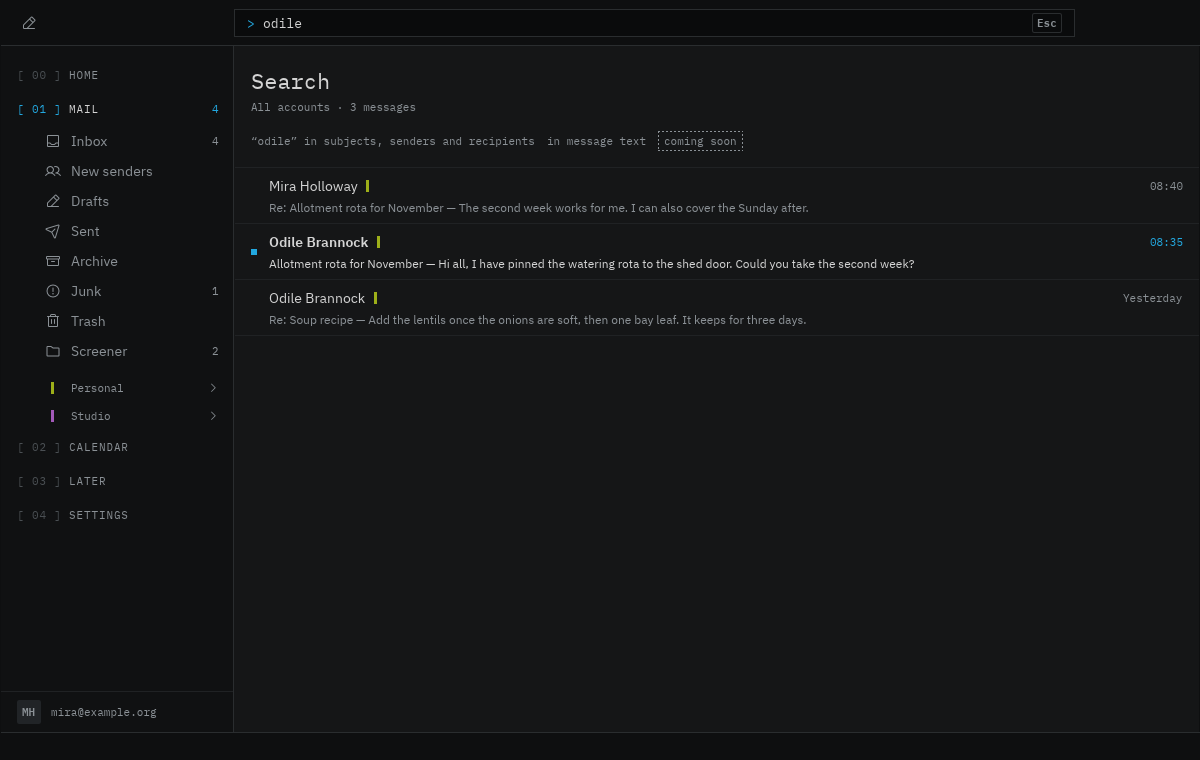 > odile Esc
[ 00 ] HOME
[ 01 ] MAIL 4
Inbox 4
New senders
Drafts
Sent
Archive
Junk 1
Trash
Screener 2
Personal
Studio
[ 02 ] CALENDAR
[ 03 ] LATER
[ 04 ] SETTINGS
MH mira@example.org
Search
All accounts · 3 messages
“odile” in subjects, senders and recipients in message text coming soon
Mira Holloway 08:40
Re: Allotment rota for November — The second week works for me. I can also cover the Sunday after.
Odile Brannock 08:35
Allotment rota for November — Hi all, I have pinned the watering rota to the shed door. Could you take the second week?
Odile Brannock Yesterday
Re: Soup recipe — Add the lentils once the onions are soft, then one bay leaf. It keeps for three days.